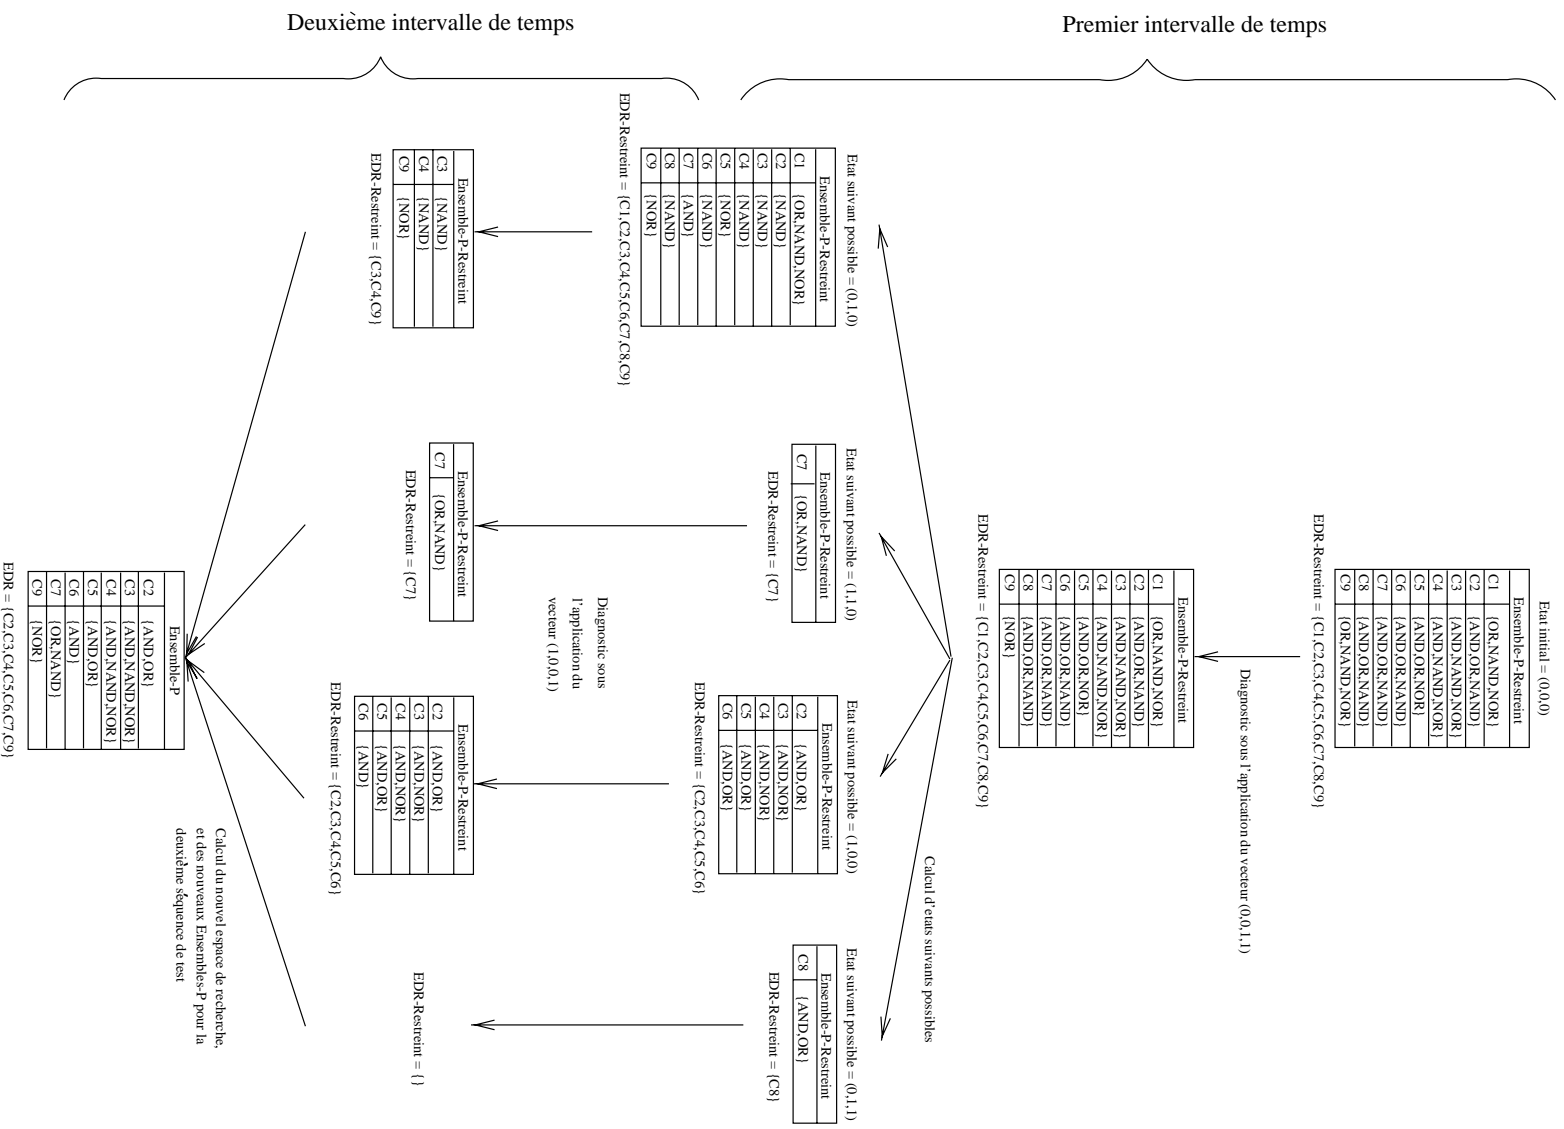 Deuxième intervalle de temps
Premier intervalle de temps
Etat initial = (0,0,0)
Ensemble-P-Restreint
C1 {OR,NAND,NOR}
C2 {AND,OR,NAND}
C3 {AND,NAND,NOR}
C4 {AND,NAND,NOR}
C5 {AND,OR,NOR}
C6 {AND,OR,NAND}
C7 {AND,OR,NAND}
C8 {AND,OR,NAND}
C9 {OR,NAND,NOR}
EDR-Restreint = {C1,C2,C3,C4,C5,C6,C7,C8,C9}
Diagnostic sous l'application du vecteur (0,0,1,1)
Ensemble-P-Restreint
C1 {OR,NAND,NOR}
C2 {AND,OR,NAND}
C3 {AND,NAND,NOR}
C4 {AND,NAND,NOR}
C5 {AND,OR,NOR}
C6 {AND,OR,NAND}
C7 {AND,OR,NAND}
C8 {AND,OR,NAND}
C9 {NOR}
EDR-Restreint = {C1,C2,C3,C4,C5,C6,C7,C8,C9}
Calcul d'etats suivants possibles
Etat suivant possible = (0,1,0)
Ensemble-P-Restreint
C1 {OR,NAND,NOR}
C2 {NAND}
C3 {NAND}
C4 {NAND}
C5 {NOR}
C6 {NAND}
C7 {AND}
C8 {NAND}
C9 {NOR}
EDR-Restreint = {C1,C2,C3,C4,C5,C6,C7,C8,C9}
Etat suivant possible = (1,1,0)
Ensemble-P-Restreint
C7 {OR,NAND}
EDR-Restreint = {C7}
Etat suivant possible = (1,0,0)
Ensemble-P-Restreint
C2 {AND,OR}
C3 {AND,NOR}
C4 {AND,NOR}
C5 {AND,OR}
C6 {AND,OR}
EDR-Restreint = {C2,C3,C4,C5,C6}
Etat suivant possible = (0,1,1)
Ensemble-P-Restreint
C8 {AND,OR}
EDR-Restreint = {C8}
Diagnostic sous
l'application du
vecteur (1,0,0,1)
Ensemble-P-Restreint
C3 {NAND}
C4 {NAND}
C9 {NOR}
EDR-Restreint = {C3,C4,C9}
Ensemble-P-Restreint
C7 {OR,NAND}
EDR-Restreint = {C7}
Ensemble-P-Restreint
C2 {AND,OR}
C3 {AND,NOR}
C4 {AND,NOR}
C5 {AND,OR}
C6 {AND}
EDR-Restreint = {C2,C3,C4,C5,C6}
EDR-Restreint = {}
Calcul du nouvel espace de recherche,
et des nouveaux Ensembles-P pour la
deuxième séquence de test
Ensemble-P
C2 {AND,OR}
C3 {AND,NAND,NOR}
C4 {AND,NAND,NOR}
C5 {AND,OR}
C6 {AND}
C7 {OR,NAND}
C9 {NOR}
EDR = {C2,C3,C4,C5,C6,C7,C9}